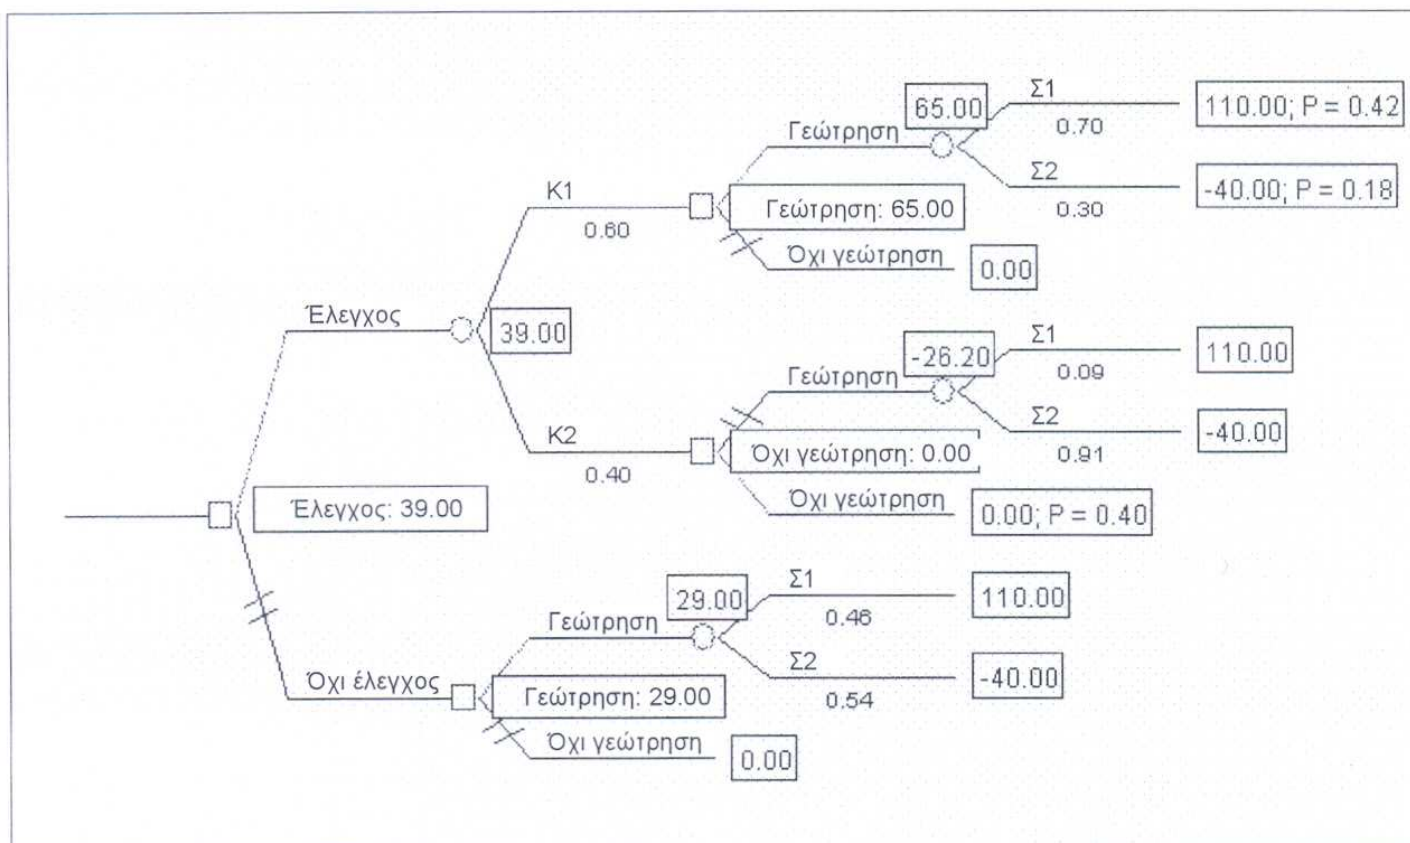 65.00
Σ1
110.00; P = 0.42
Γεώτρηση
0.70
Σ2
-40.00; P = 0.18
0.30
Κ1
0.60
Γεώτρηση: 65.00
Όχι γεώτρηση
0.00
Έλεγχος
39.00
-26.20
Σ1
110.00
Γεώτρηση
0.09
Σ2
-40.00
0.91
Κ2
0.40
Όχι γεώτρηση: 0.00
Όχι γεώτρηση
0.00; P = 0.40
Έλεγχος: 39.00
29.00
Σ1
110.00
Γεώτρηση
0.46
Σ2
-40.00
0.54
Όχι έλεγχος
Γεώτρηση: 29.00
Όχι γεώτρηση
0.00